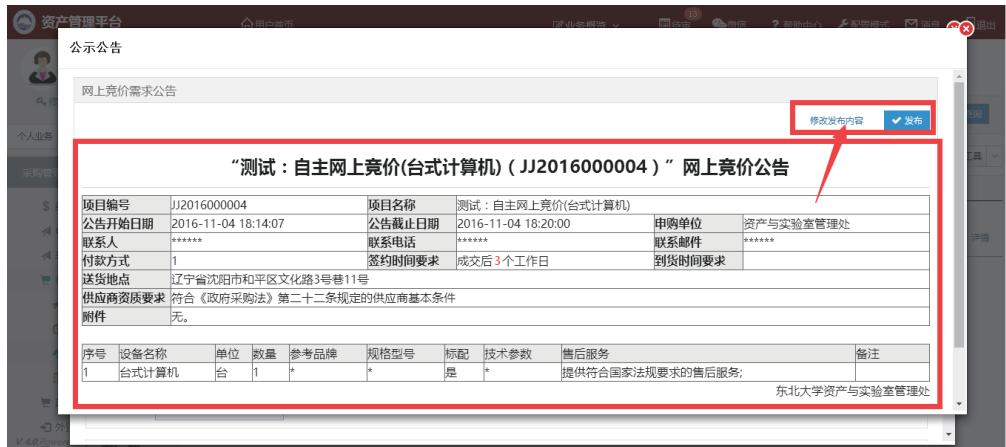 资产管理平台 用户首页 业务概览 待审 13 微信 ? 帮助中心 配置模式 消息 退出
公示公告
网上竞价需求公告
修改发布内容 发布
个人业务
“测试：自主网上竞价(台式计算机)（JJ2016000004）”网上竞价公告
项目编号 JJ2016000004 项目名称 测试：自主网上竞价(台式计算机)
公告开始日期 2016-11-04 18:14:07 公告截止日期 2016-11-04 18:20:00 申购单位 资产与实验室管理处
联系人 ****** 联系电话 ****** 联系邮件 ******
付款方式 1 签约时间要求 成交后3个工作日 到货时间要求
送货地点 辽宁省沈阳市和平区文化路3号巷11号
供应商资质要求 符合《政府采购法》第二十二条规定的供应商基本条件
附件 无。
详情
序号 设备名称 单位 数量 参考品牌 规格型号 标配 技术参数 售后服务 备注
1 台式计算机 台 1 * * 是 * 提供符合国家法规要求的售后服务;
东北大学资产与实验室管理处